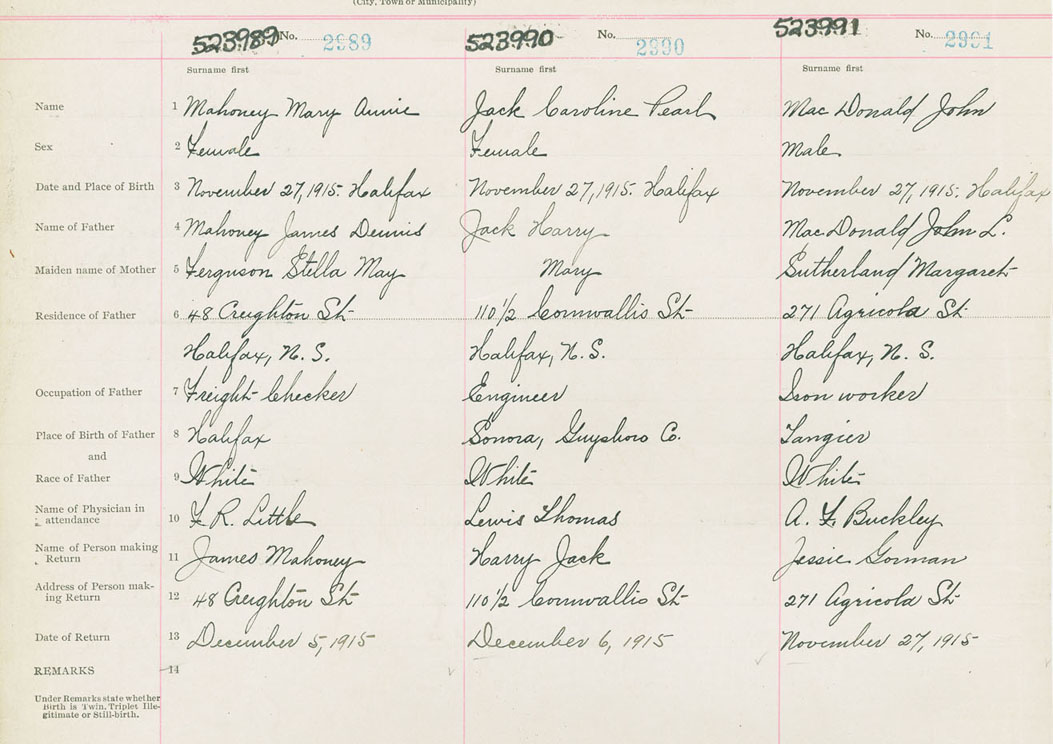 (City, Town or Municipality)
523989 No. 2989 523990 No. 2990 523991 No. 2991
Surname first Surname first Surname first
Name 1 Mahoney Mary Annie Jack Caroline Pearl Mac Donald John
Sex 2 Female Female Male
Date and Place of Birth 3 November 27, 1915. Halifax November 27, 1915. Halifax November 27, 1915. Halifax
Name of Father 4 Mahoney James Dennis Jack Harry Mac Donald John L.
Maiden name of Mother 5 Ferguson Stella May Mary Sutherland Margaret
Residence of Father 6 48 Creighton St 110 1/2 Cornwallis St 271 Agricola St
Halifax, N. S. Halifax, N. S. Halifax, N. S.
Occupation of Father 7 Freight Checker Engineer Iron worker
Place of Birth of Father 8 Halifax Sonora, Guysboro Co. Tangier
and
Race of Father 9 White White White
Name of Physician in
attendance 10 F. R. Little Lewis Thomas A. F. Buckley
Name of Person making
Return 11 James Mahoney Harry Jack Jessie Gorman
Address of Person mak-
ing Return 12 48 Creighton St 110 1/2 Cornwallis St 271 Agricola St
Date of Return 13 December 5, 1915 December 6, 1915 November 27, 1915
REMARKS 14
Under Remarks state whether
Birth is Twin, Triplet Ille-
gitimate or Still-birth.